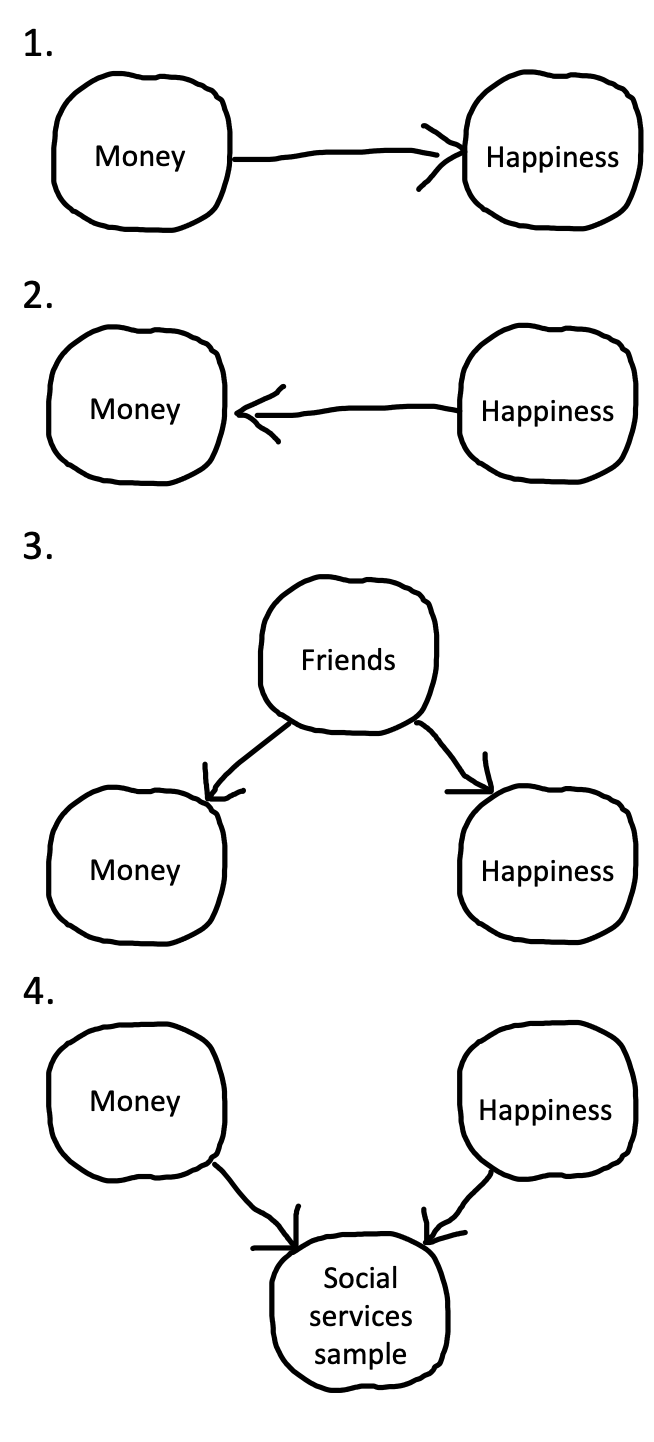 1.
Money
Happiness
2.
Money
Happiness
3.
Friends
Money
Happiness
4.
Money
Happiness
Social
services
sample